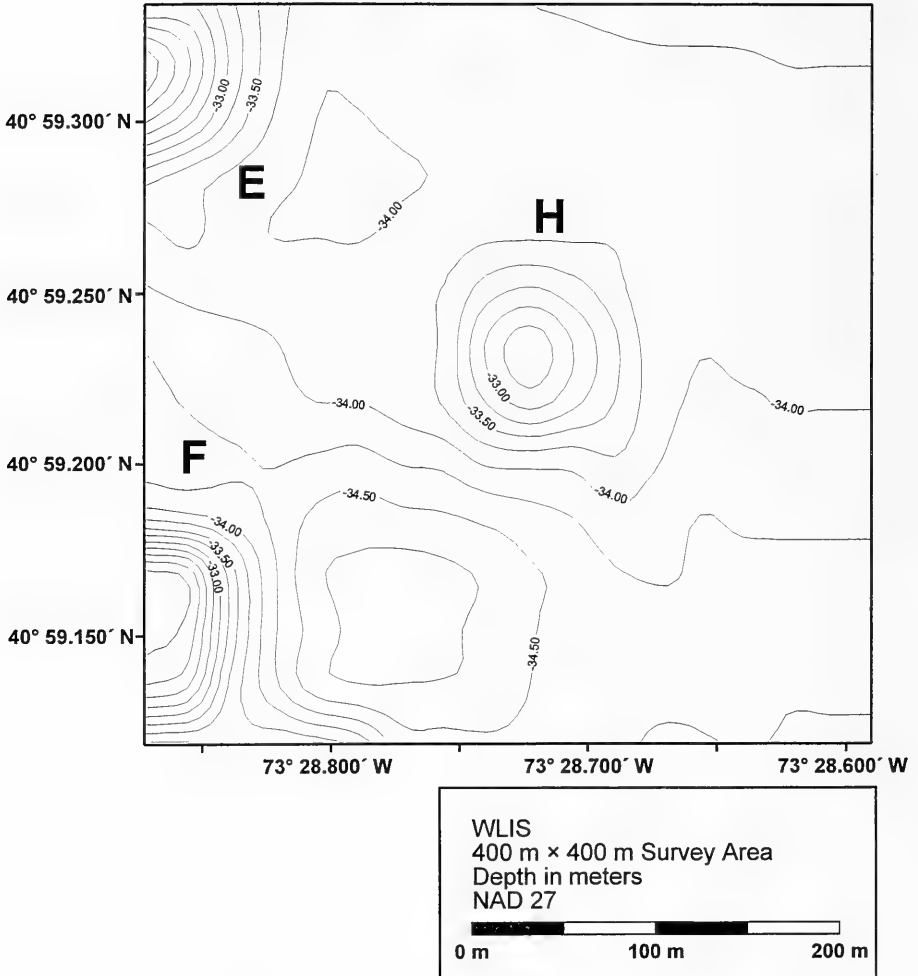 -33.00
-33.50
40° 59.300´ N
E
-34.00
H
40° 59.250´ N
-33.00
-34.00
-34.00
-33.50
F
40° 59.200´ N
-34.50
-34.00
-34.00
-33.50
-33.00
40° 59.150´ N
-34.50
73° 28.800´ W
73° 28.700´ W
73° 28.600´ W
WLIS
400 m × 400 m Survey Area
Depth in meters
NAD 27
0 m
100 m
200 m